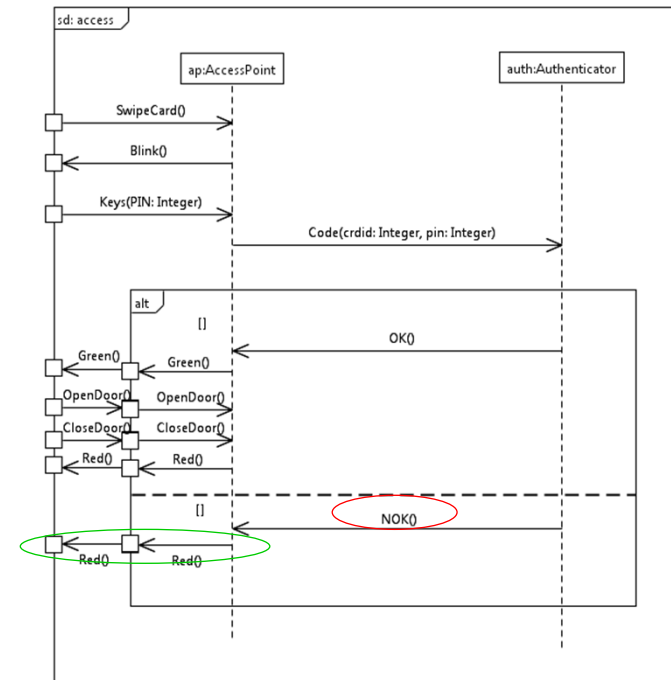 sd: access
ap:AccessPoint
auth:Authenticator
SwipeCard()
Blink()
Keys(PIN: Integer)
Code(crdid: Integer, pin: Integer)
alt
[]
OK()
Green()
Green()
OpenDoor()
OpenDoor()
CloseDoor()
CloseDoor()
Red()
Red()
[]
NOK()
Red()
Red()